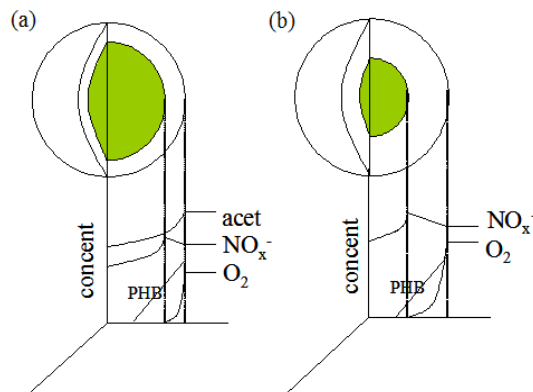 (a)
acet
NOx-
O2
PHB
concent
(b)
NOx-
O2
PHB
concent